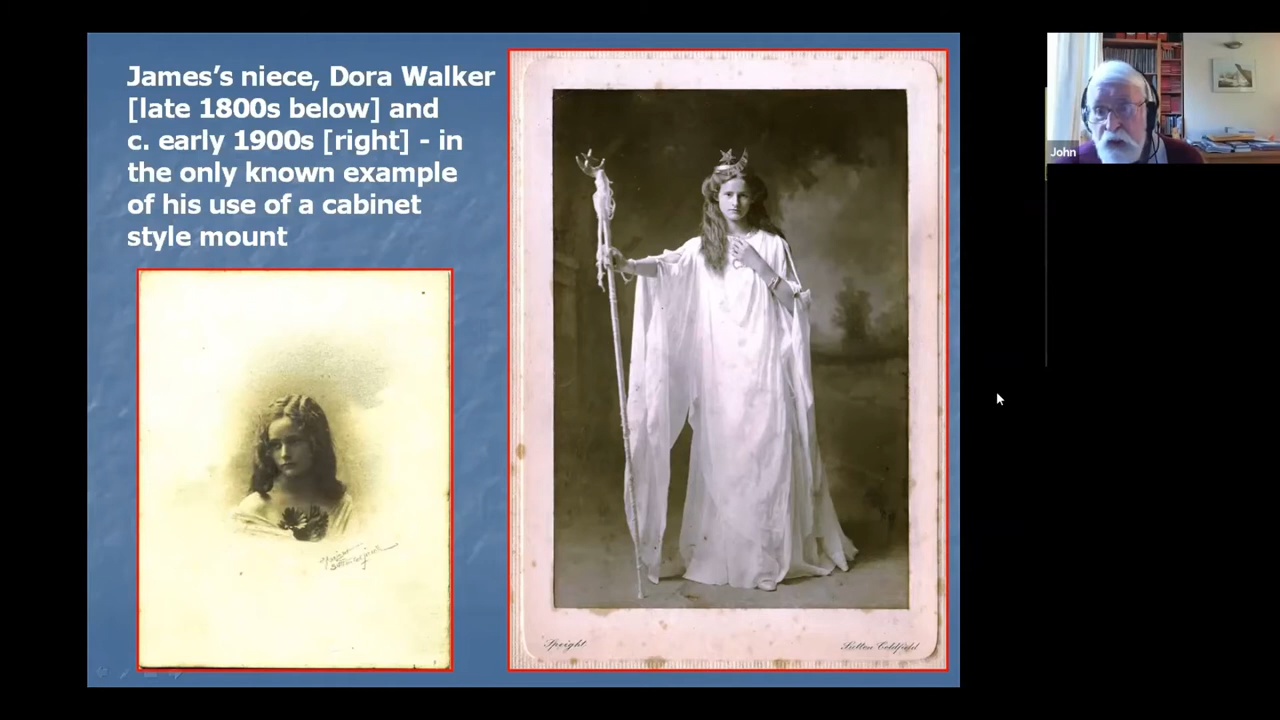 James’s niece, Dora Walker
[late 1800s below] and
c. early 1900s [right] - in
the only known example
of his use of a cabinet
style mount
Speight
Sutton Coldfield
John